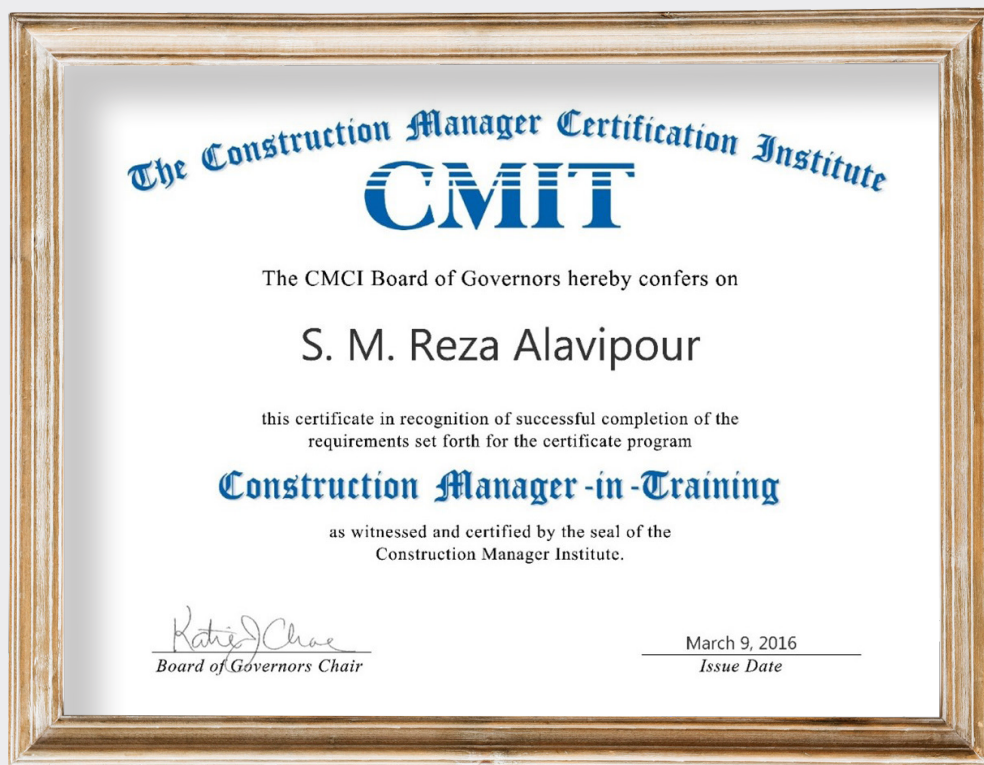 The Construction Manager Certification Institute
CMIT
The CMCI Board of Governors hereby confers on
S. M. Reza Alavipour
this certificate in recognition of successful completion of the
requirements set forth for the certificate program
Construction Manager-in-Training
as witnessed and certified by the seal of the
Construction Manager Institute.
Katie J Chae
Board of Governors Chair
March 9, 2016
Issue Date